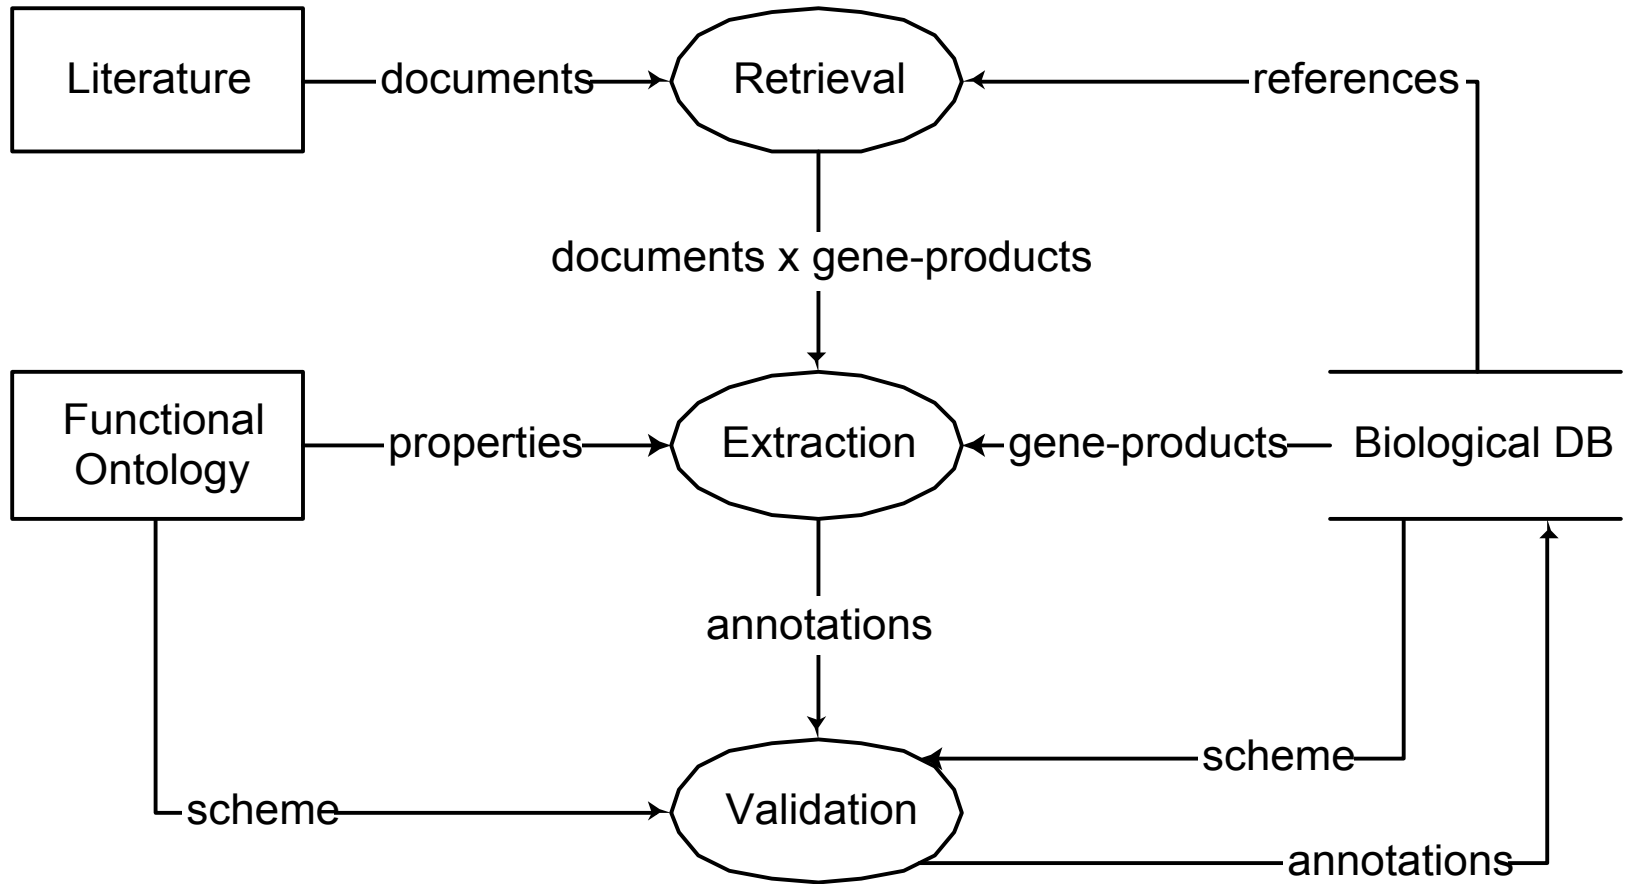 Literature
documents
Retrieval
references
documents x gene-products
Functional
Ontology
properties
Extraction
gene-products
Biological DB
annotations
scheme
Validation
scheme
annotations